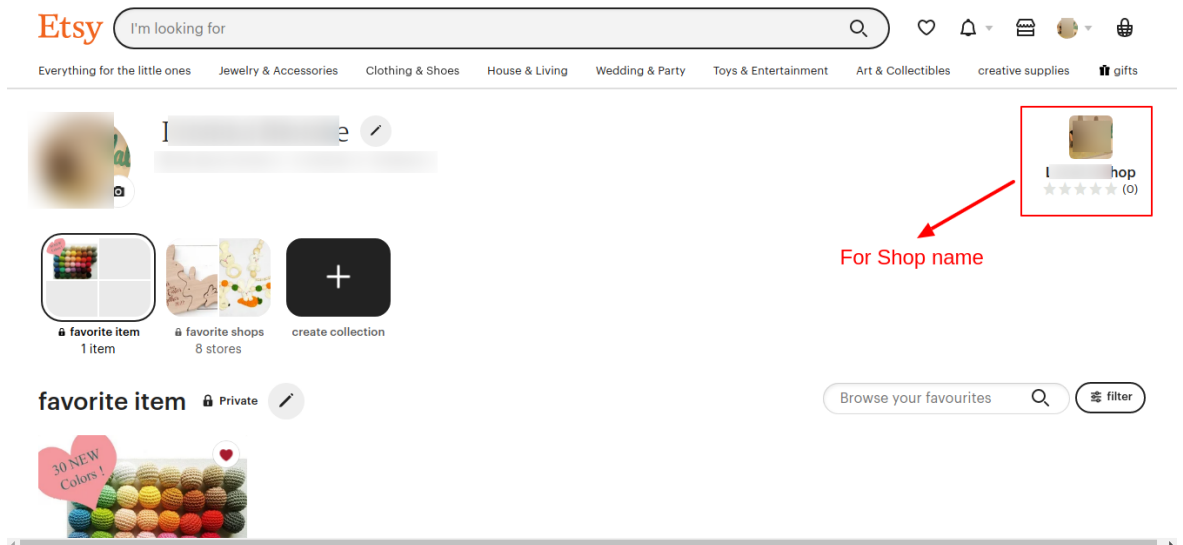 Etsy
I'm looking for
Everything for the little ones Jewelry & Accessories Clothing & Shoes House & Living Wedding & Party Toys & Entertainment Art & Collectibles creative supplies gifts
(0)
For Shop name
favorite item favorite shops create collection
1 item 8 stores
favorite item Private
Browse your favourites filter
30 NEW
Colors !